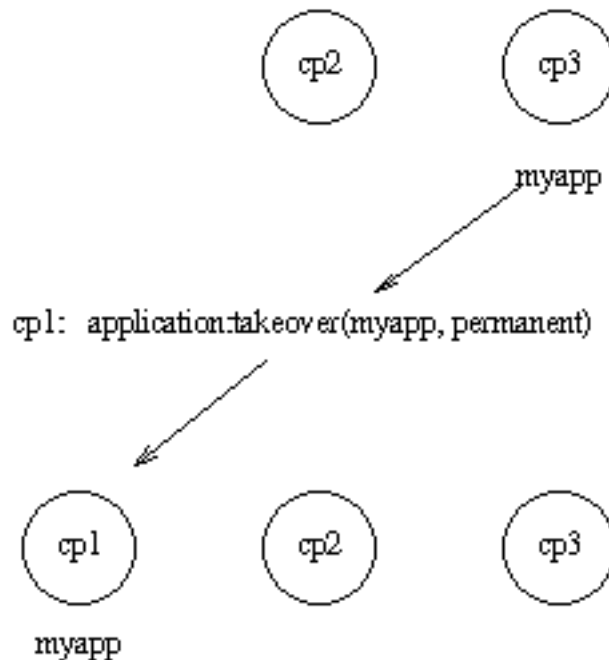 cp2 cp3
myapp
cp1: application:takeover(myapp, permanent)
cp1 cp2 cp3
myapp